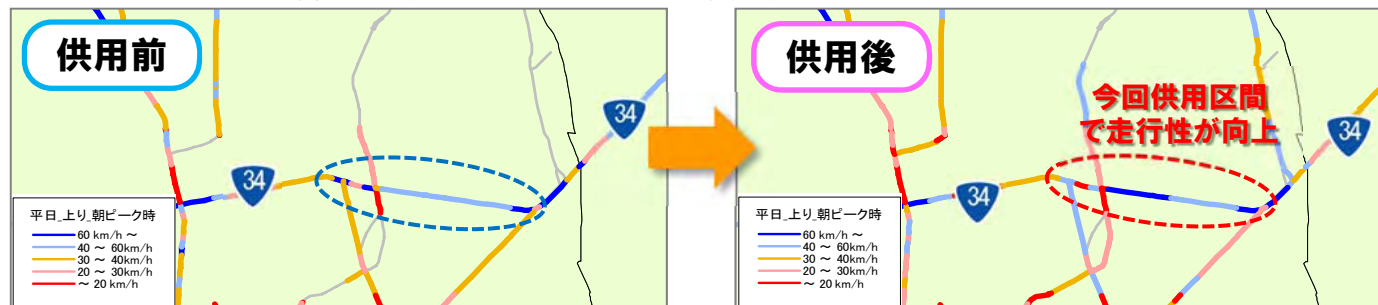 供用前
34
34
平日_上り_朝ピーク時
60 km/h ～
40 ～ 60km/h
30 ～ 40km/h
20 ～ 30km/h
～ 20 km/h
供用後
今回供用区間
で走行性が向上
34
34
平日_上り_朝ピーク時
60 km/h ～
40 ～ 60km/h
30 ～ 40km/h
20 ～ 30km/h
～ 20 km/h